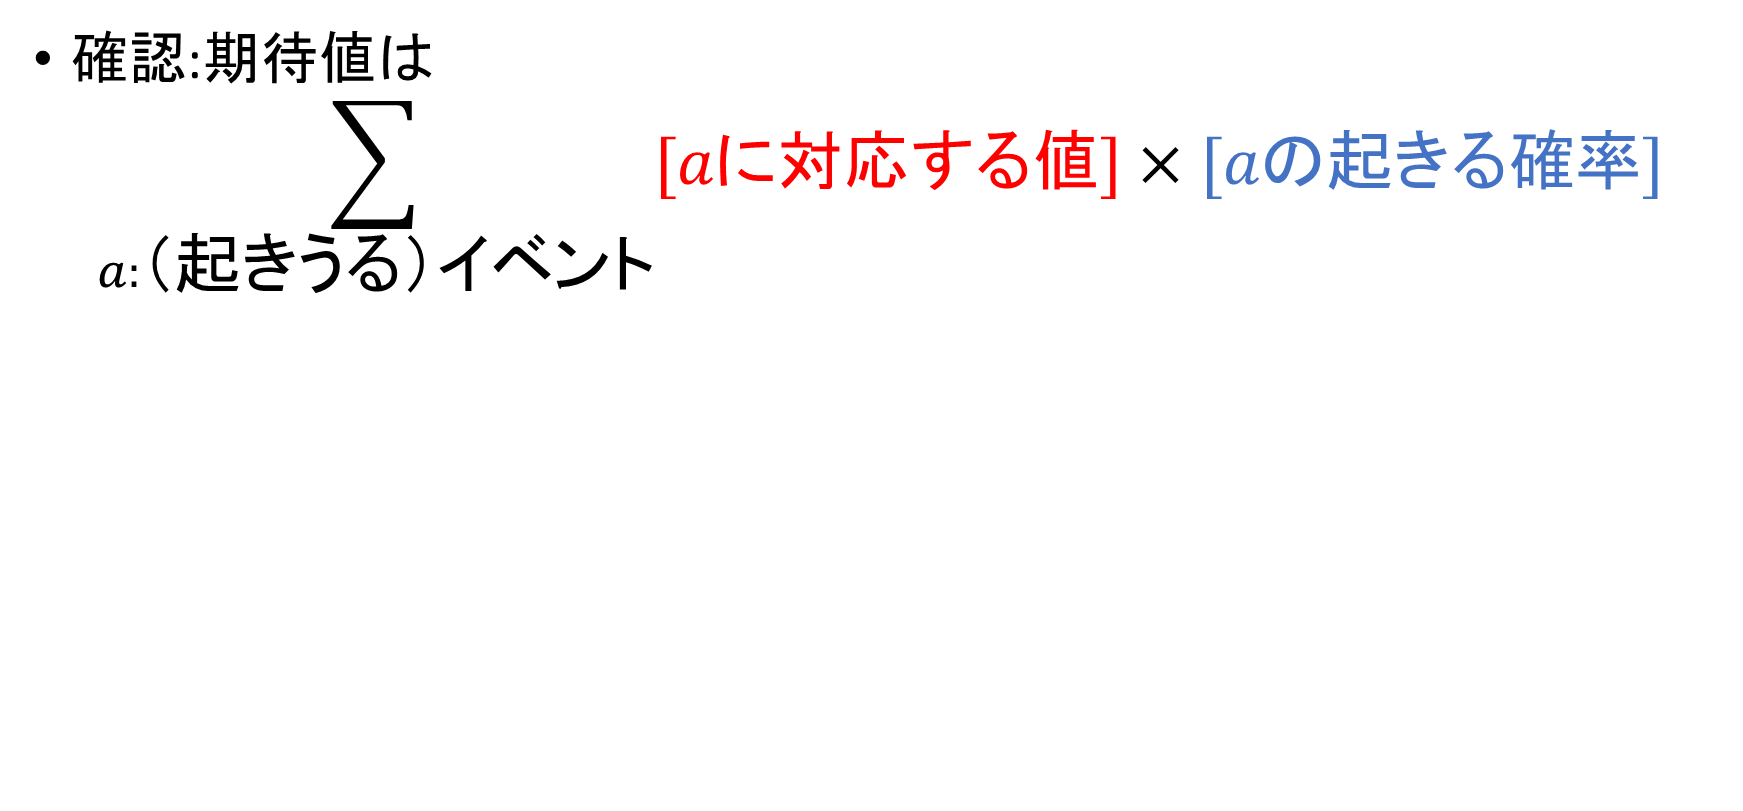 • 確認:期待値は
∑ [aに対応する値] × [aの起きる確率]
a:(起きうる)イベント